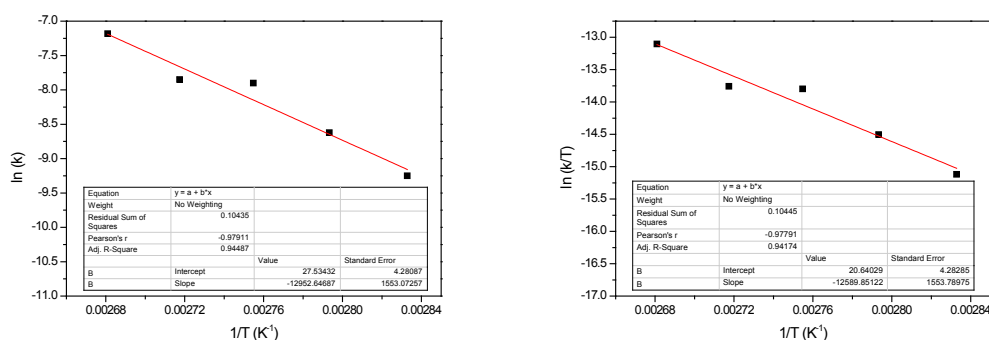 -7.0
-7.5
-8.0
-8.5
-9.0
-9.5
-10.0
-10.5
-11.0
ln (k)
Equation y = a + b*x
Weight No Weighting
Residual Sum of
Squares
0.10435
Pearson's r -0.97911
Adj. R-Square 0.94487
Value Standard Error
B Intercept 27.53432 4.28087
B Slope -12952.64687 1553.07257
0.00268 0.00272 0.00276 0.00280 0.00284
1/T (K-1)
-13.0
-13.5
-14.0
-14.5
-15.0
-15.5
-16.0
-16.5
-17.0
ln (k/T)
Equation y = a + b*x
Weight No Weighting
Residual Sum of
Squares
0.10445
Pearson's r -0.97791
Adj. R-Square 0.94174
Value Standard Error
B Intercept 20.64029 4.28285
B Slope -12589.85122 1553.78975
0.00268 0.00272 0.00276 0.00280 0.00284
1/T (K-1)